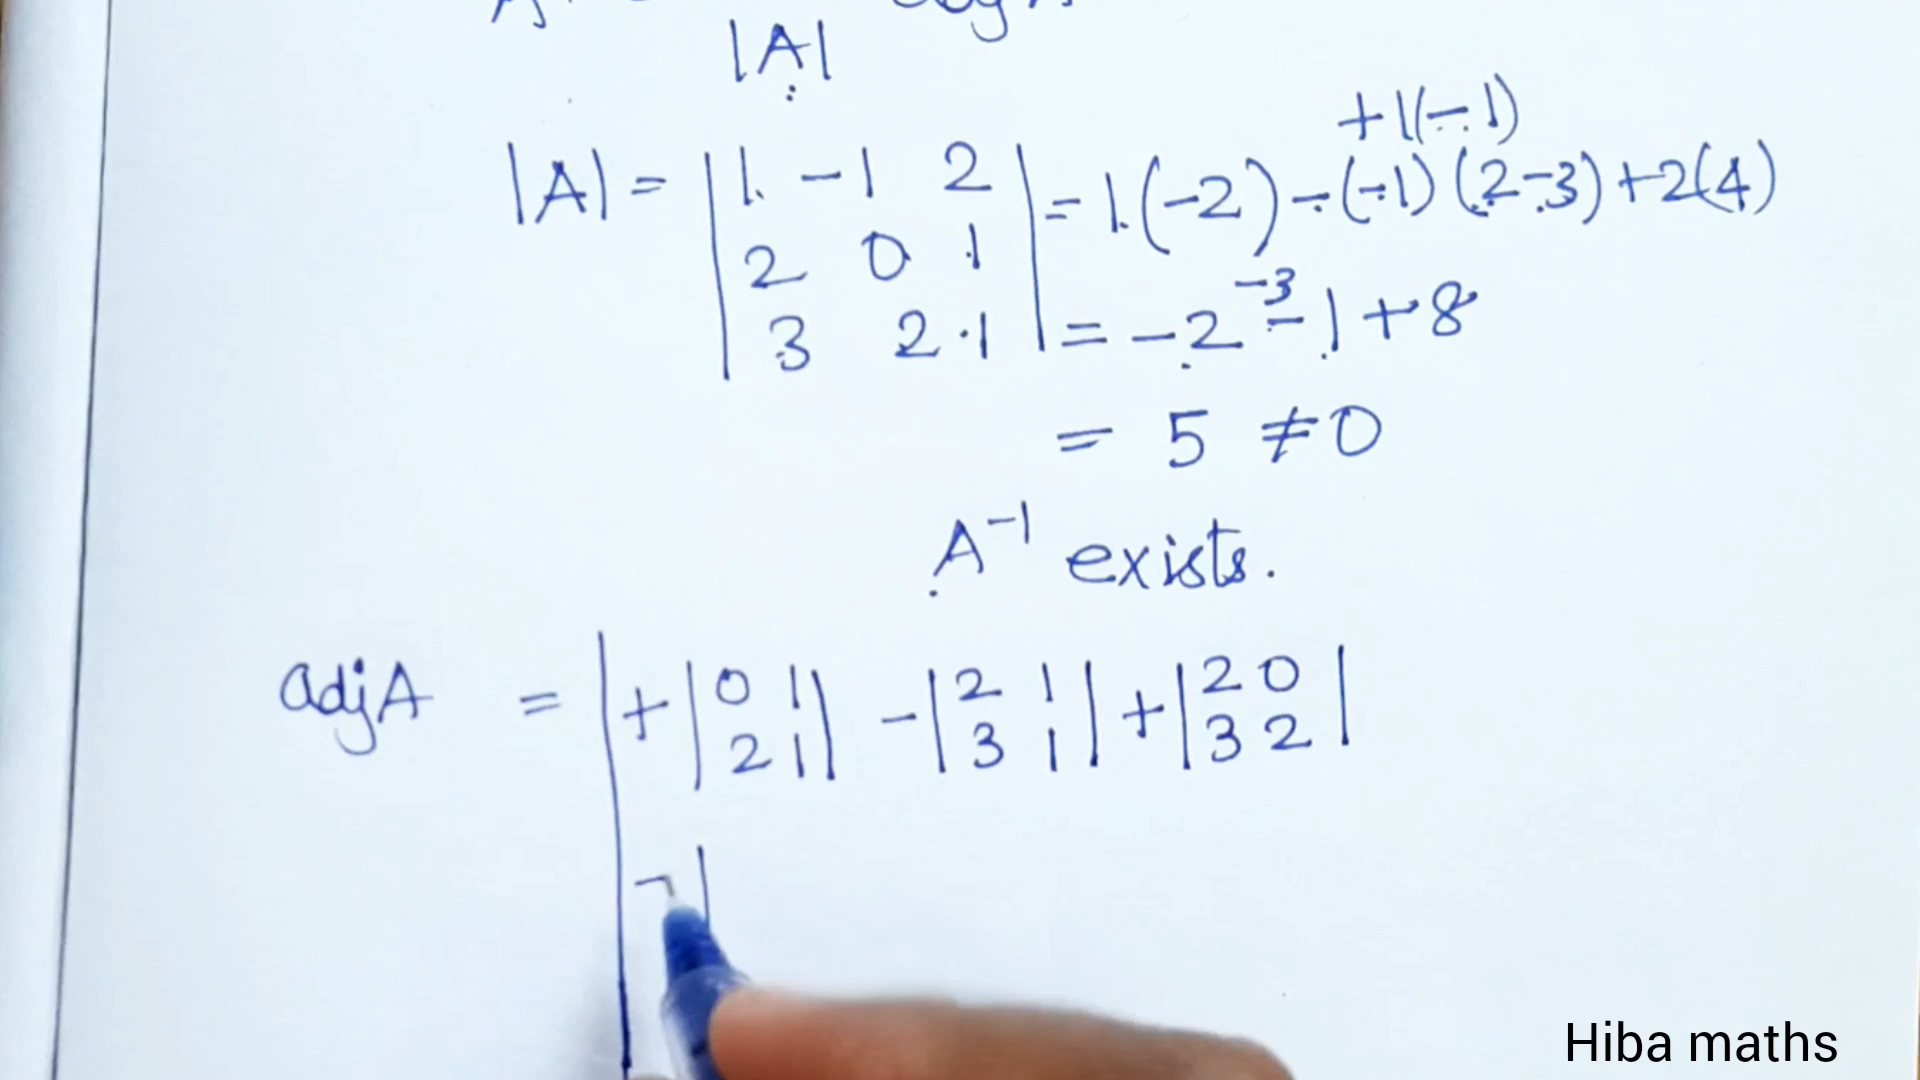 |A|
+1(-1)
|A| = | 1. -1 2 | = 1.(-2) - (-1) (2-3) + 2(4)
2 0 1
3 2 1
-3
= -2 - 1 + 8
= 5 ≠ 0
A⁻¹ exists.
adjA = | + | 0 1 | - | 2 1 | + | 2 0 |
2 1 3 1 3 2
- |
Hiba maths